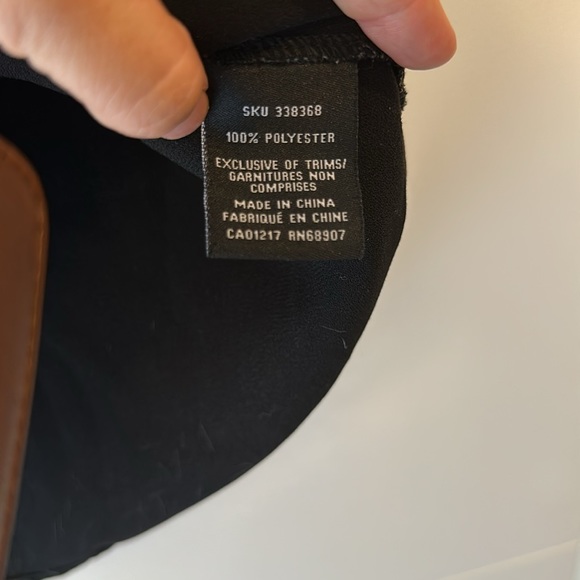 SKU 338368
100% POLYESTER
EXCLUSIVE OF TRIMS/
GARNITURES NON
COMPRISES
MADE IN CHINA
FABRIQUÉ EN CHINE
CA01217 RN68907